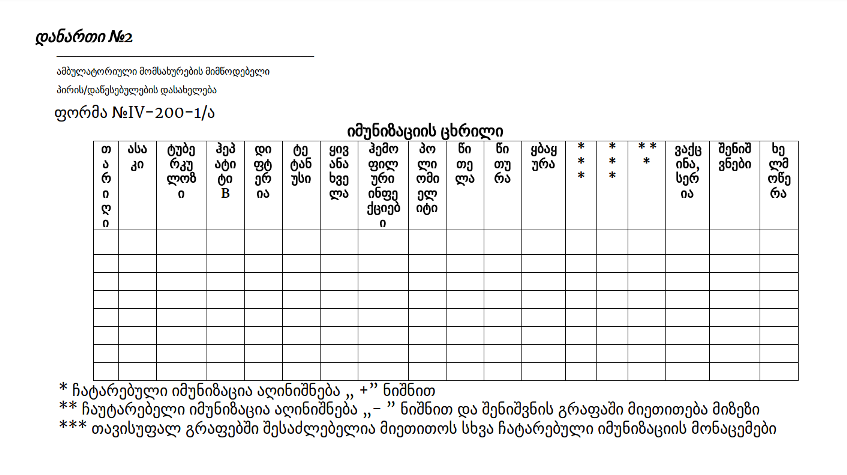 დანართი №2
ამბულატორიული მომსახურების მიმწოდებელი
პირის/დაწესებულების დასახელება
ფორმა №IV-200-1/ა
იმუნიზაციის ცხრილი
თარიღი ასაკი ტუბერკულოზი ჰეპატიტი B დიფტერია ტეტანუსი ყივანახველა ჰემოფილური ინფექციები პოლიომიელიტი წითელა წითურა ყბაყურა *** *** *** ვაქცინა, სერია შენიშვნები ხელმოწერა
* ჩატარებული იმუნიზაცია აღინიშნება „ +” ნიშნით
** ჩაუტარებელი იმუნიზაცია აღინიშნება „– ” ნიშნით და შენიშვნის გრაფაში მიეთითება მიზეზი
*** თავისუფალ გრაფებში შესაძლებელია მიეთითოს სხვა ჩატარებული იმუნიზაციის მონაცემები